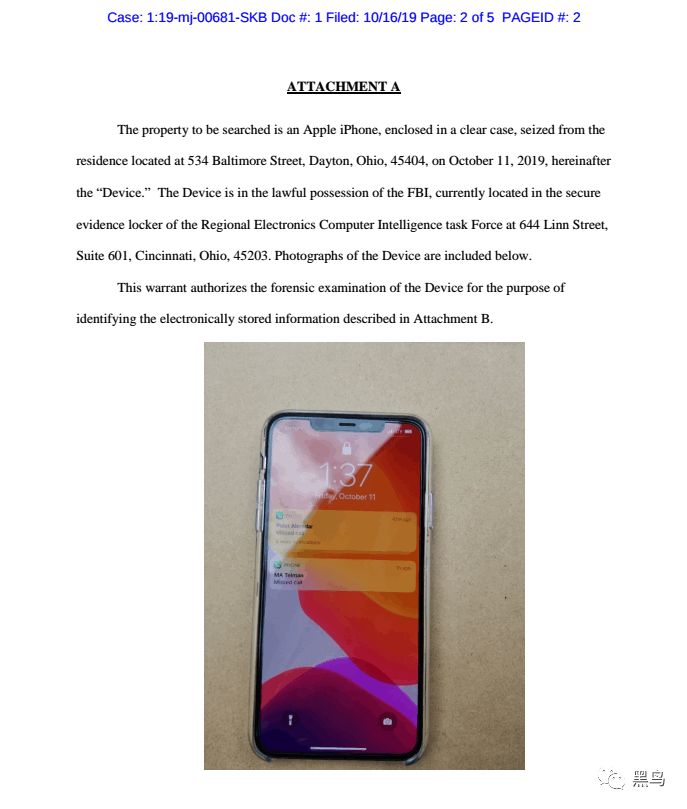 Case: 1:19-mj-00681-SKB Doc #: 1 Filed: 10/16/19 Page: 2 of 5 PAGEID #: 2
ATTACHMENT A
The property to be searched is an Apple iPhone, enclosed in a clear case, seized from the
residence located at 534 Baltimore Street, Dayton, Ohio, 45404, on October 11, 2019, hereinafter
the “Device.” The Device is in the lawful possession of the FBI, currently located in the secure
evidence locker of the Regional Electronics Computer Intelligence task Force at 644 Linn Street,
Suite 601, Cincinnati, Ohio, 45203. Photographs of the Device are included below.
This warrant authorizes the forensic examination of the Device for the purpose of
identifying the electronically stored information described in Attachment B.
1:37
Friday, October 11
Missed call
PHONE
MA Telman
Missed call
黑鸟